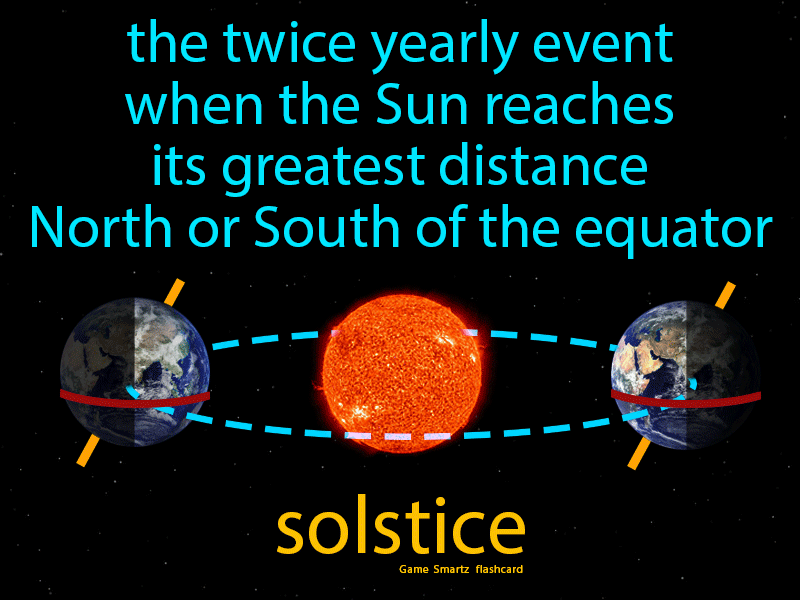 the twice yearly event
when the Sun reaches
its greatest distance
North or South of the equator
solstice
Game Smartz flashcard